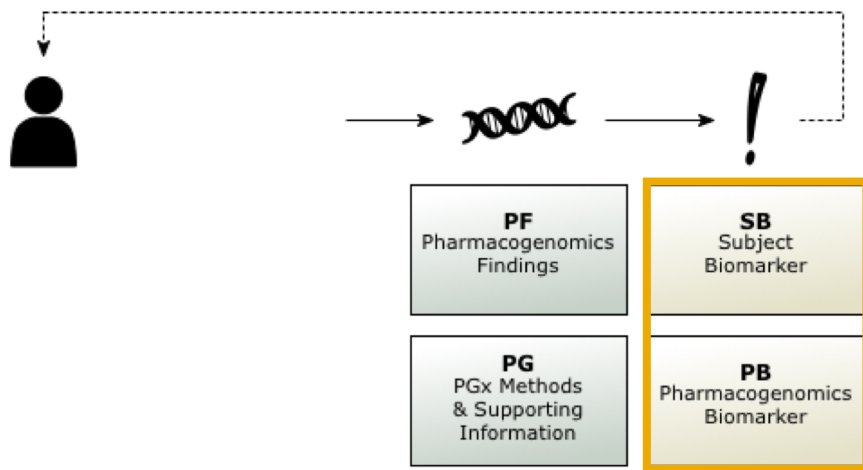 PF
Pharmacogenomics
Findings
SB
Subject
Biomarker
PG
PGx Methods
& Supporting
Information
PB
Pharmacogenomics
Biomarker